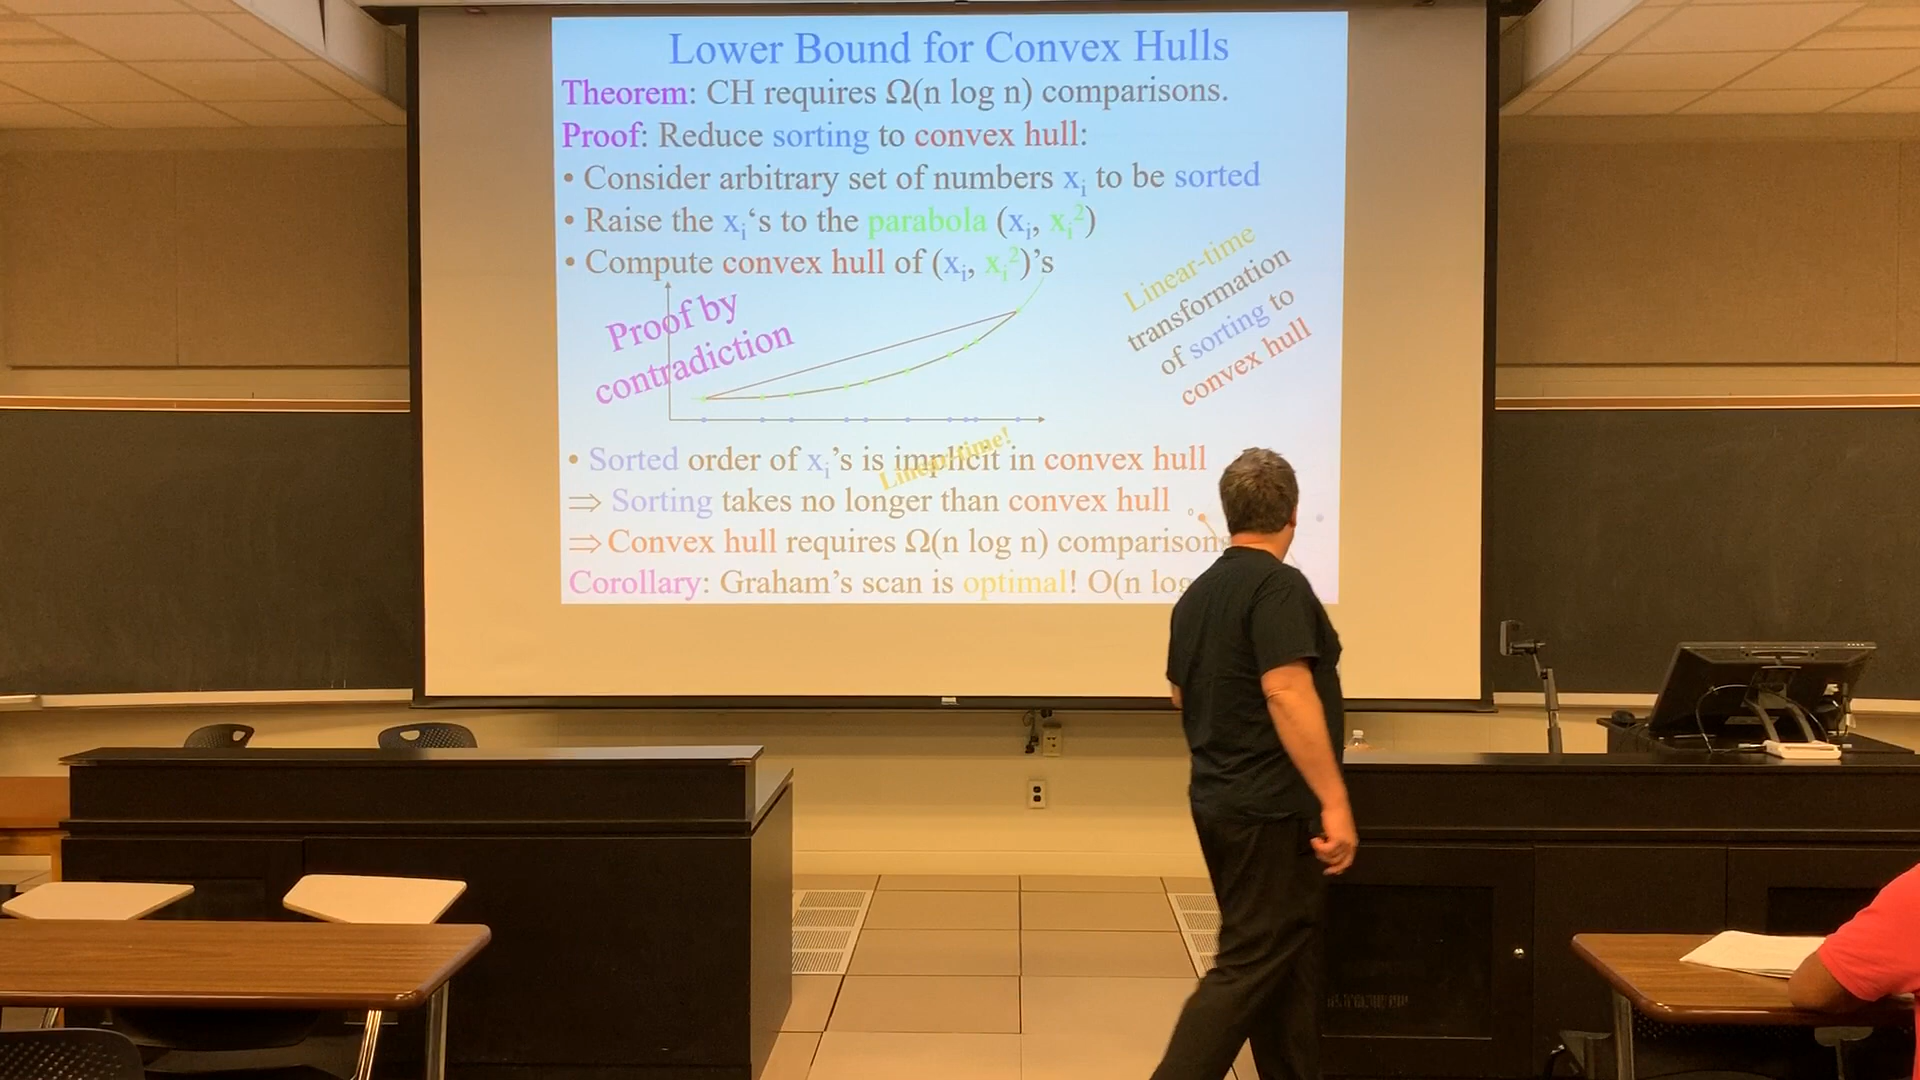 Lower Bound for Convex Hulls
Theorem: CH requires Ω(n log n) comparisons.
Proof: Reduce sorting to convex hull:
• Consider arbitrary set of numbers xᵢ to be sorted
• Raise the xᵢ‘s to the parabola (xᵢ, xᵢ²)
• Compute convex hull of (xᵢ, xᵢ²)’s
Proof by
contradiction
Linear-time
transformation
of sorting to
convex hull
• Sorted order of xᵢ’s is implicit in convex hull
Linear-time!
⇒ Sorting takes no longer than convex hull
⇒ Convex hull requires Ω(n log n) comparisons
Corollary: Graham’s scan is optimal! O(n log